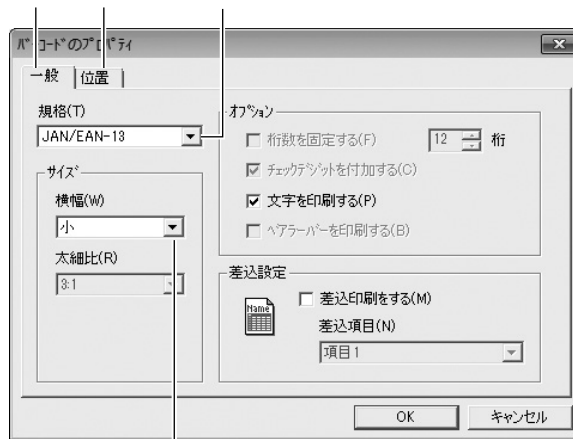 バーコードのプロパティ
一般
位置
規格(T)
JAN/EAN-13
サイズ
横幅(W)
小
太細比(R)
3:1
オプション
桁数を固定する(F)
12
桁
チェックデジットを付加する(C)
文字を印刷する(P)
ベアラーバーを印刷する(B)
差込設定
Name
差込印刷をする(M)
差込項目(N)
項目1
OK
キャンセル